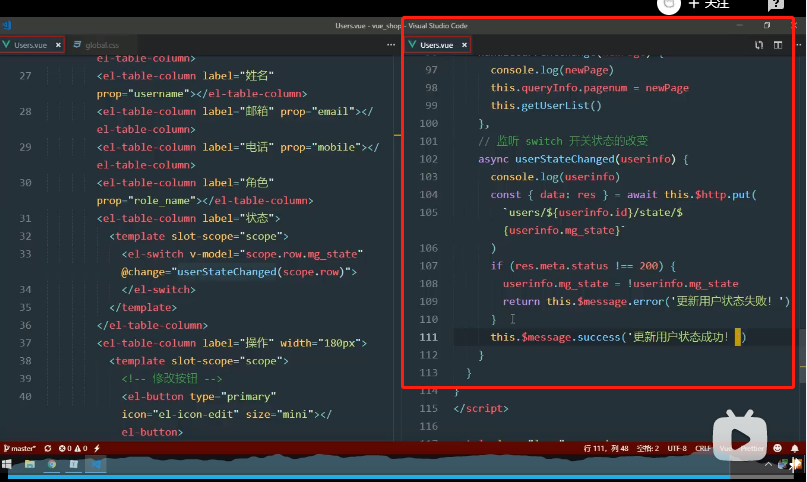 + 关注
Users.vue - vue_shop - Visual Studio Code
Users.vue ×
global.css
···
el-table-column>
27 <el-table-column label="姓名"
prop="username"></el-table-column>
28 <el-table-column label="邮箱" prop="email"></
el-table-column>
29 <el-table-column label="电话" prop="mobile"></
el-table-column>
30 <el-table-column label="角色"
prop="role_name"></el-table-column>
31 <el-table-column label="状态">
32 <template slot-scope="scope">
33 <el-switch v-model="scope.row.mg_state"
@change="userStateChanged(scope.row)">
34 </el-switch>
35 </template>
36 </el-table-column>
37 <el-table-column label="操作" width="180px">
38 <template slot-scope="scope">
39 <!-- 修改按钮 -->
40 <el-button type="primary"
icon="el-icon-edit" size="mini"></
el-button>
Users.vue ×
···
97 console.log(newPage)
98 this.queryInfo.pagenum = newPage
99 this.getUserList()
100 },
101 // 监听 switch 开关状态的改变
102 async userStateChanged(userinfo) {
103 console.log(userinfo)
104 const { data: res } = await this.$http.put(
105 `users/${userinfo.id}/state/$
{userinfo.mg_state}`
106 )
107 if (res.meta.status !== 200) {
108 userinfo.mg_state = !userinfo.mg_state
109 return this.$message.error('更新用户状态失败！')
110 }
111 this.$message.success('更新用户状态成功！')
112 }
113 }
114 }
115 </script>
116
master* 0 0
行 111，列 48 空格: 2 UTF-8 CRLF Vue Prettier